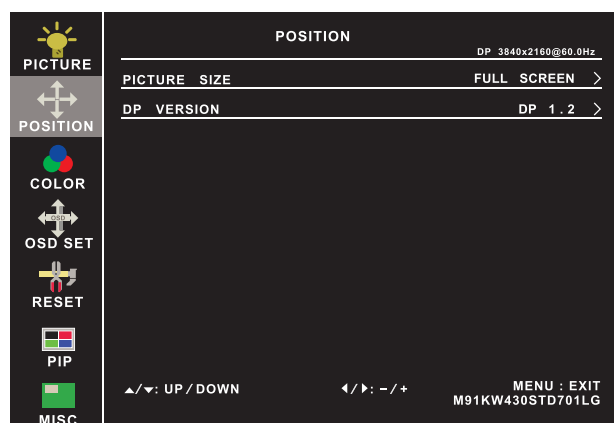 POSITION
DP 3840x2160@60.0Hz
PICTURE
PICTURE SIZE FULL SCREEN >
DP VERSION DP 1.2 >
POSITION
COLOR
OSD
OSD SET
RESET
PIP
▲/▼: UP/DOWN ◀/▶: -/+ MENU : EXIT
M91KW430STD701LG
MISC